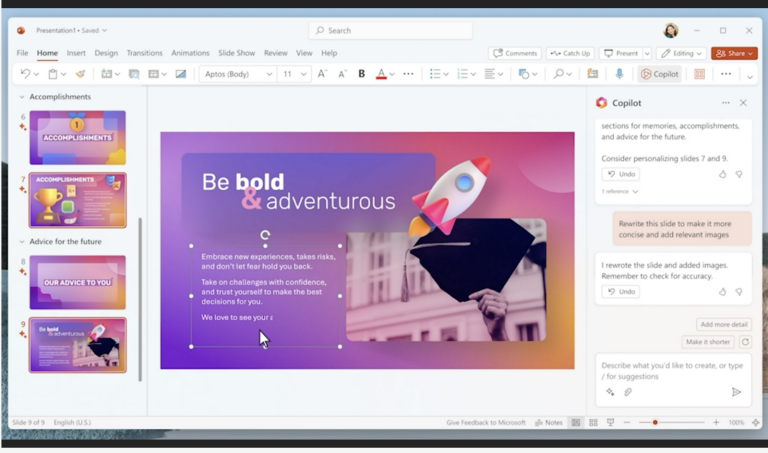 Presentation1 • Saved
Search
File Home Insert Design Transitions Animations Slide Show Review View Help
Comments Catch Up Present Editing Share
Aptos (Body) 11 A A B A Copilot
Accomplishments
6
ACCOMPLISHMENTS
7
ACCOMPLISHMENTS
Advice for the future
8
OUR ADVICE TO YOU
9
Be bold
& adventurous
Be bold
& adventurous
Embrace new experiences, takes risks,
and don't let fear hold you back.
Take on challenges with confidence,
and trust yourself to make the best
decisions for you.
We love to see your s
Copilot
sections for memories, accomplishments,
and advice for the future.
Consider personalizing slides 7 and 9.
Undo
1 reference
Rewrite this slide to make it more
concise and add relevant images
I rewrote the slide and added images.
Remember to check for accuracy.
Undo
Add more detail
Make it shorter
Describe what you'd like to create, or type
/ for suggestions
Slide 9 of 9 English (U.S.)
Give Feedback to Microsoft Notes 100%